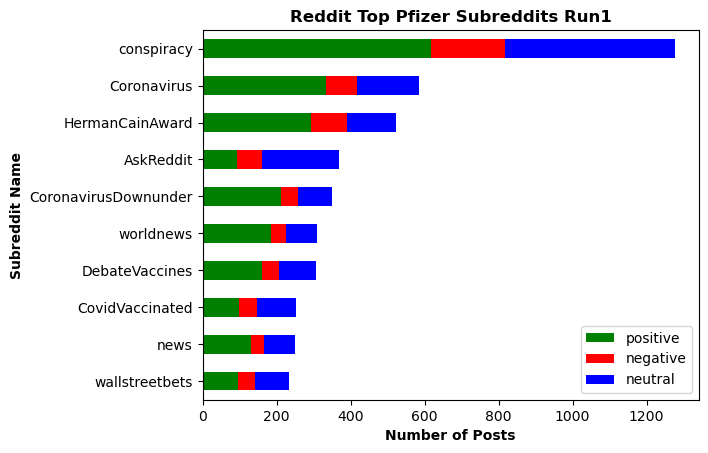 Reddit Top Pfizer Subreddits Run1
conspiracy
Coronavirus
HermanCainAward
AskReddit
CoronavirusDownunder
worldnews
DebateVaccines
CovidVaccinated
news
wallstreetbets
Subreddit Name
positive
negative
neutral
0 200 400 600 800 1000 1200
Number of Posts